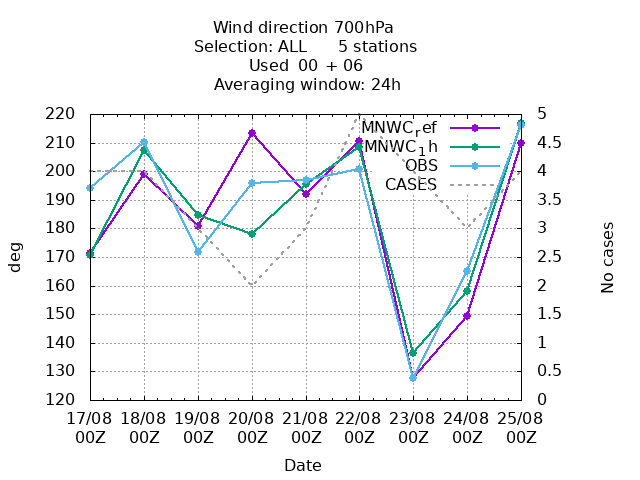 Wind direction 700hPa
Selection: ALL 5 stations
Used 00 + 06
Averaging window: 24h
220
210
200
190
180
170
160
150
140
130
120
deg
MNWC_ref
MNWC_1h
OBS
CASES
5
4.5
4
3.5
3
2.5
2
1.5
1
0.5
0
No cases
17/08 18/08 19/08 20/08 21/08 22/08 23/08 24/08 25/08
00Z 00Z 00Z 00Z 00Z 00Z 00Z 00Z 00Z
Date